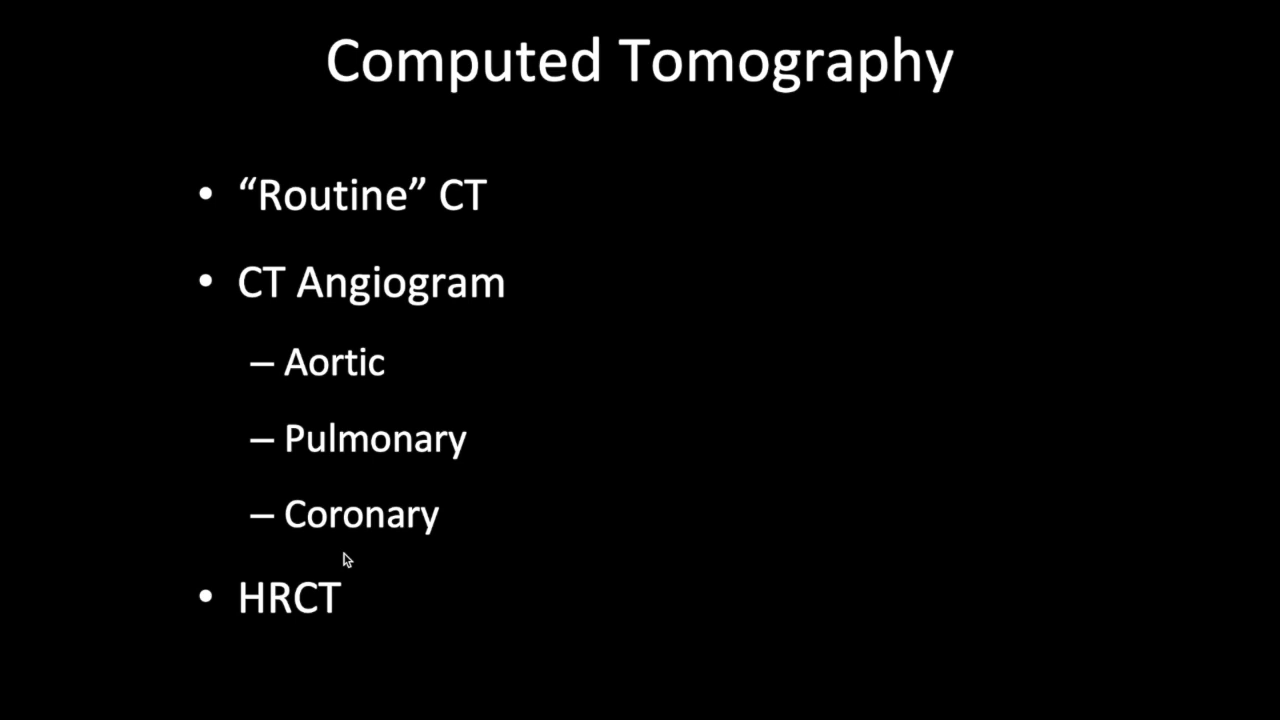 Computed Tomography
• “Routine” CT
• CT Angiogram
– Aortic
– Pulmonary
– Coronary
• HRCT